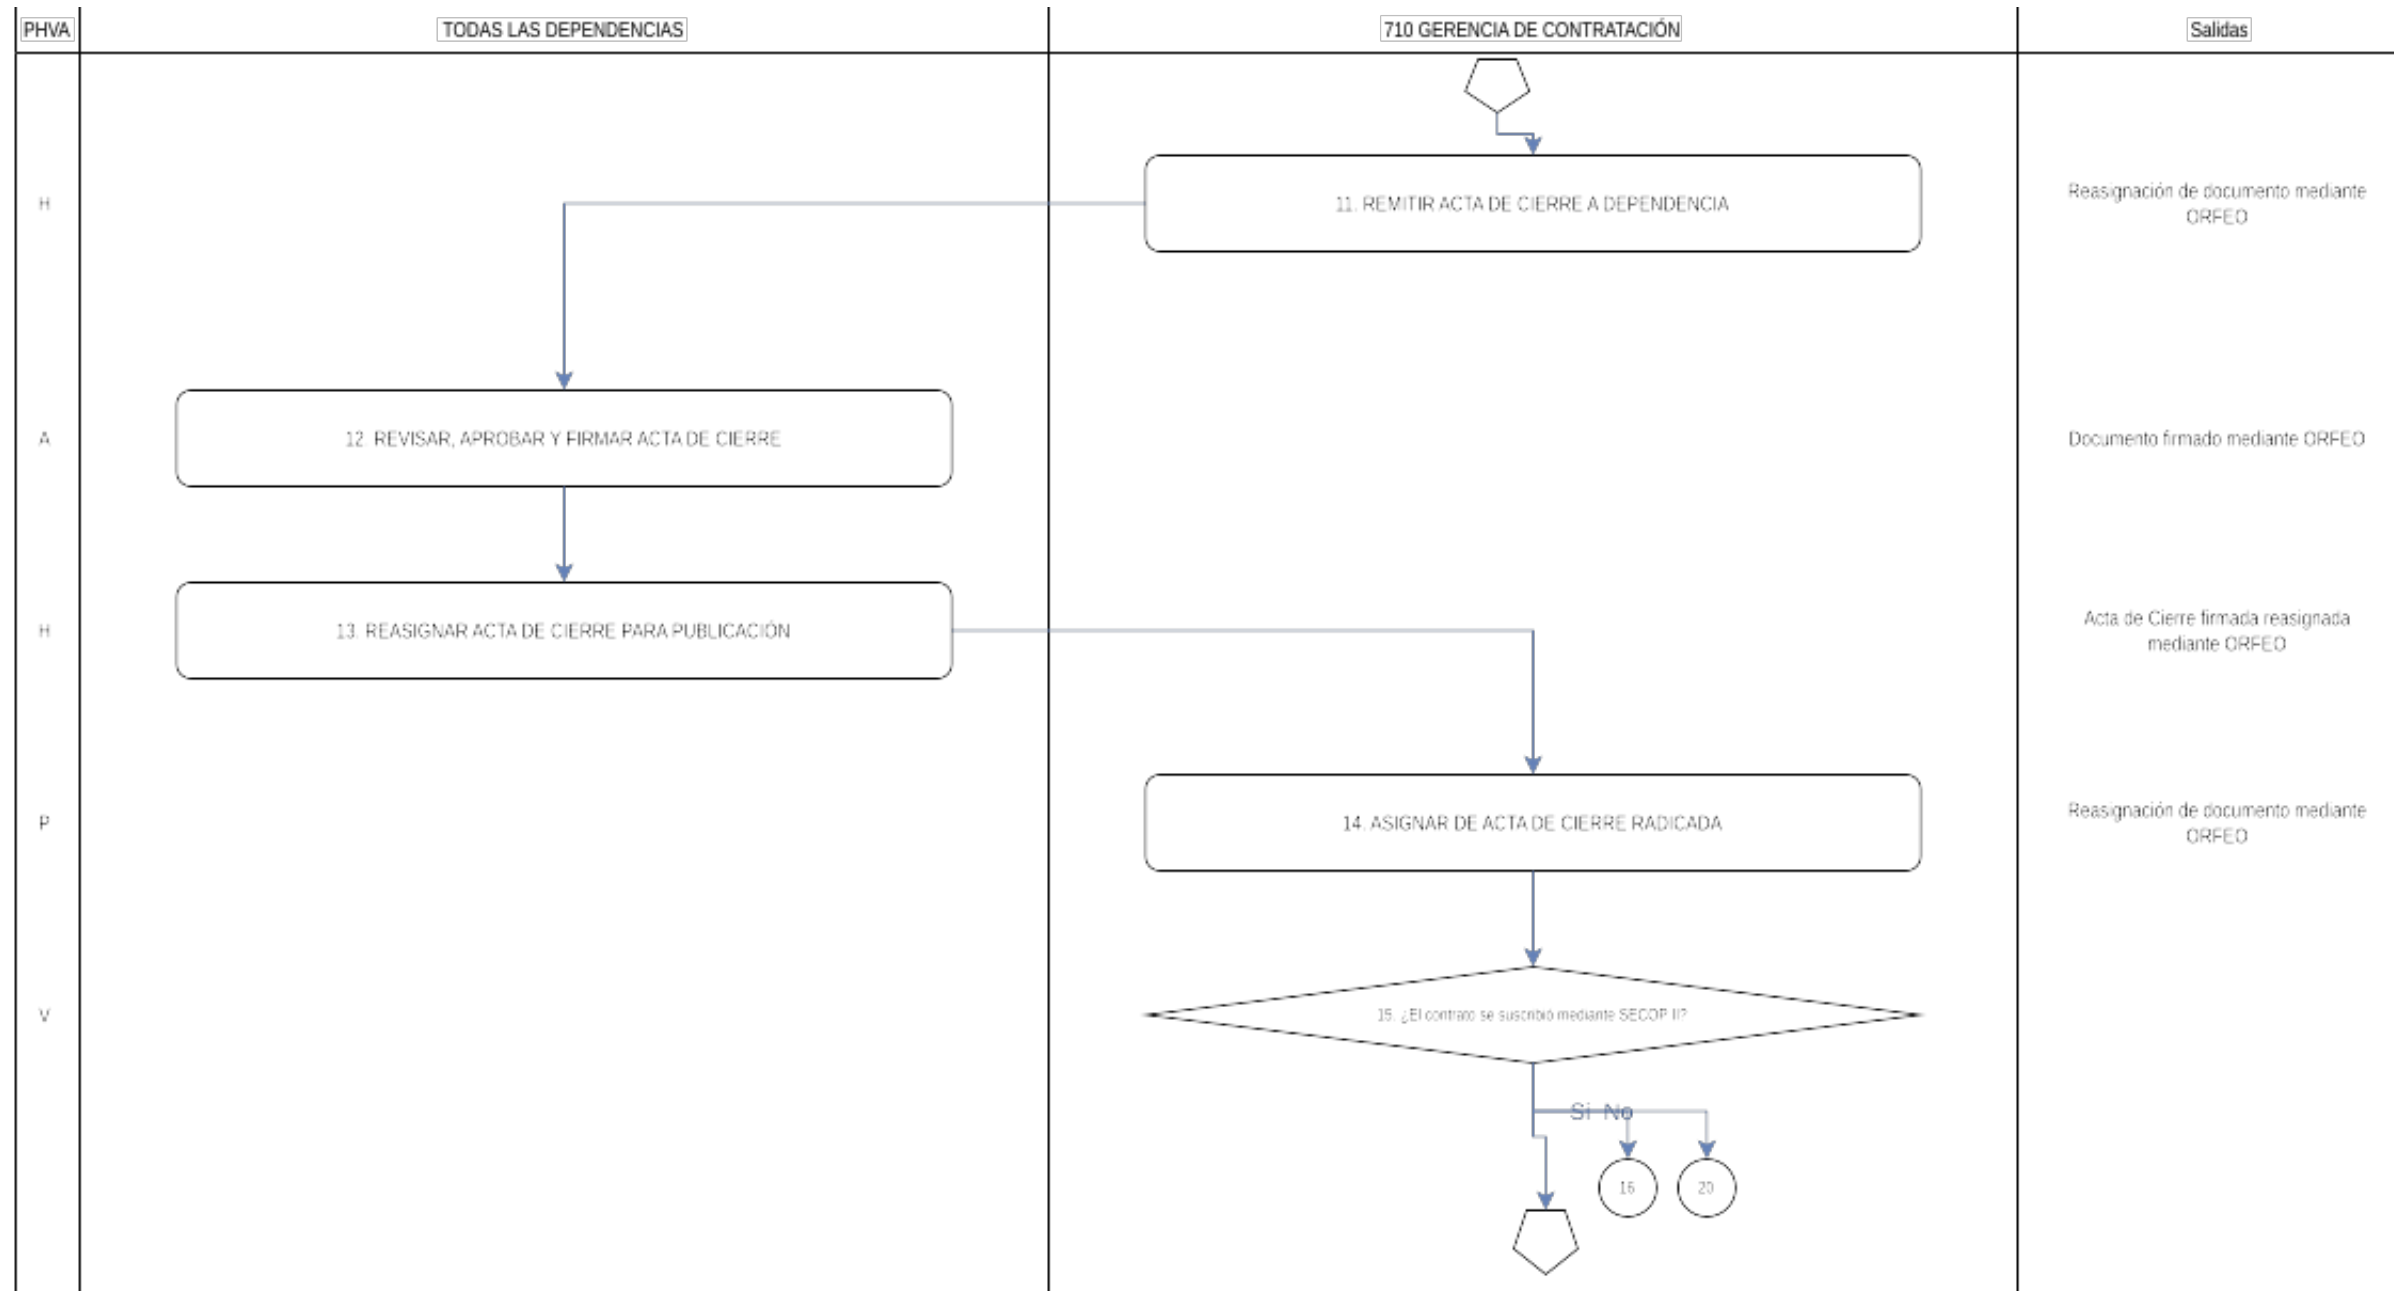 PHVA
TODAS LAS DEPENDENCIAS
710 GERENCIA DE CONTRATACIÓN
Salidas
H
11. REMITIR ACTA DE CIERRE A DEPENDENCIA
Reasignación de documento mediante
ORFEO
A
12. REVISAR, APROBAR Y FIRMAR ACTA DE CIERRE
Documento firmado mediante ORFEO
H
13. REASIGNAR ACTA DE CIERRE PARA PUBLICACIÓN
Acta de Cierre firmada reasignada
mediante ORFEO
P
14. ASIGNAR DE ACTA DE CIERRE RADICADA
Reasignación de documento mediante
ORFEO
V
15. ¿El contrato se suscribió mediante SECOP II?
Si No
16
20